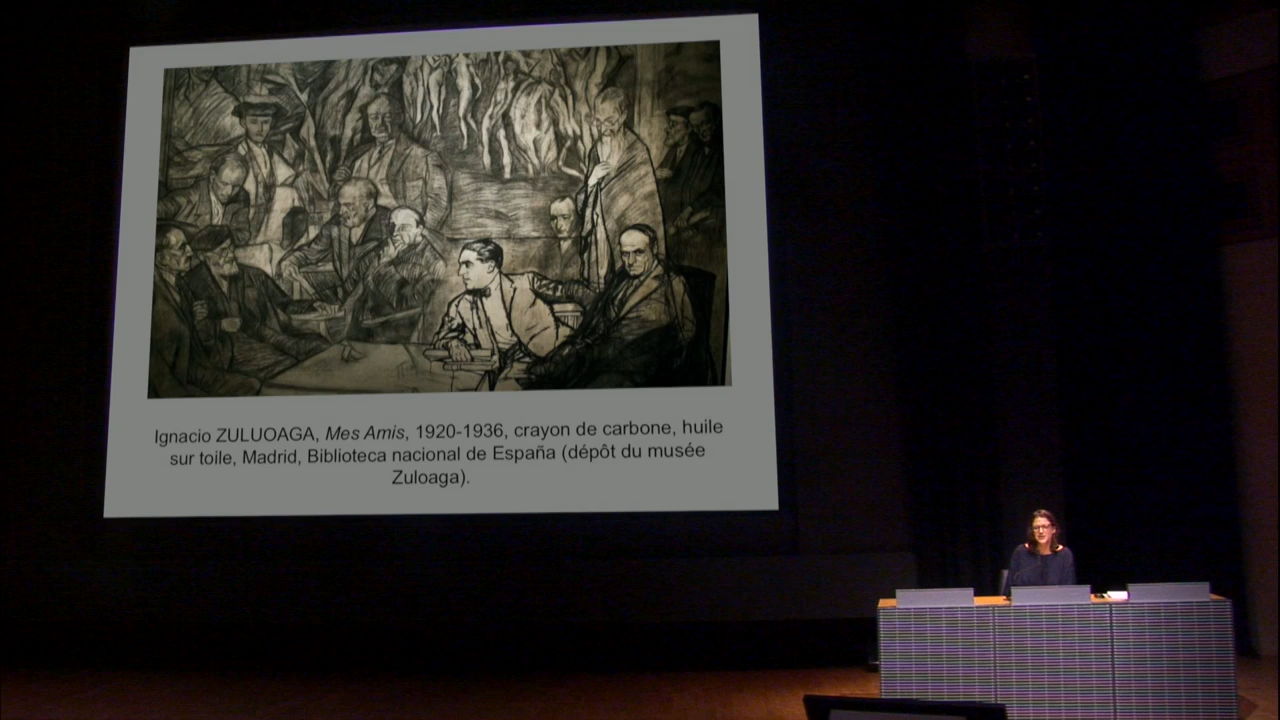 Ignacio ZULUOAGA, Mes Amis, 1920-1936, crayon de carbone, huile
sur toile, Madrid, Biblioteca nacional de España (dépôt du musée
Zuloaga).